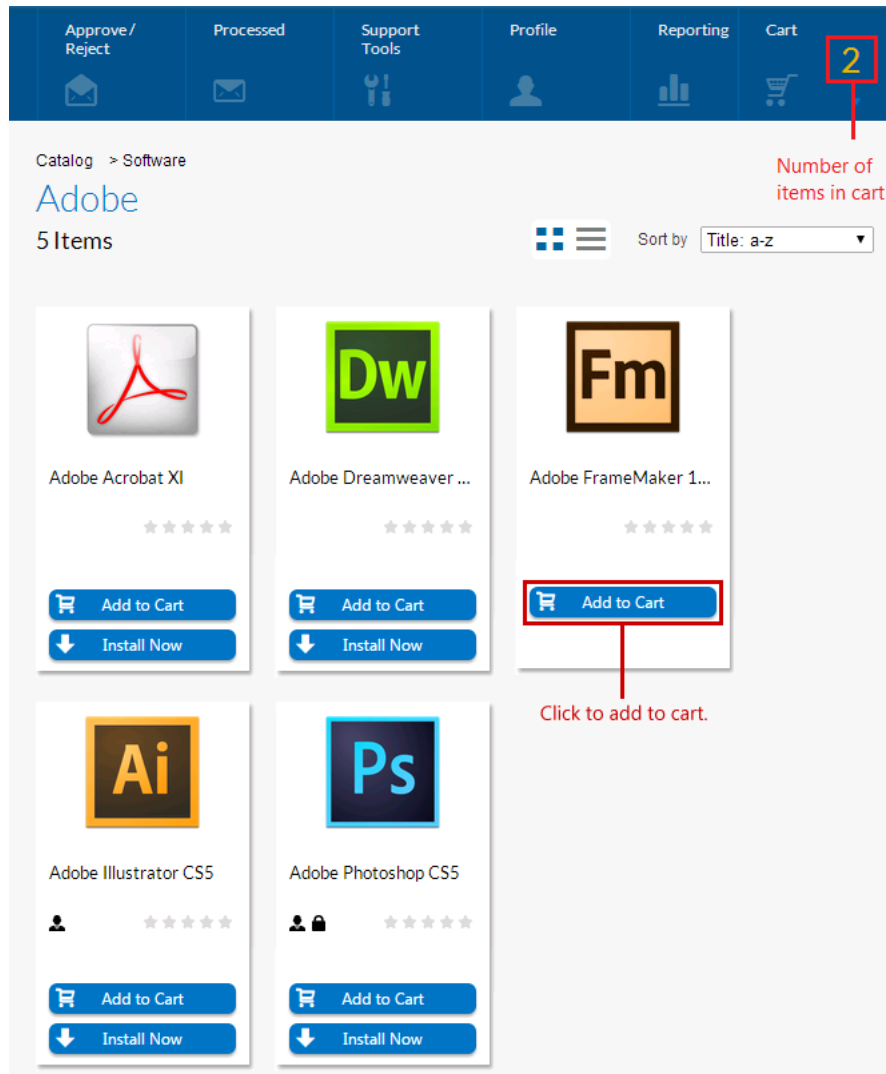 Approve/
Reject
Processed
Support
Tools
Profile
Reporting
Cart
2
Number of
items in cart
Catalog > Software
Adobe
5 Items
Sort by Title: a-z
Dw
Fm
Adobe Acrobat XI
Adobe Dreamweaver ...
Adobe FrameMaker 1...
Add to Cart
Add to Cart
Add to Cart
Install Now
Install Now
Click to add to cart.
Ai
Ps
Adobe Illustrator CS5
Adobe Photoshop CS5
Add to Cart
Add to Cart
Install Now
Install Now